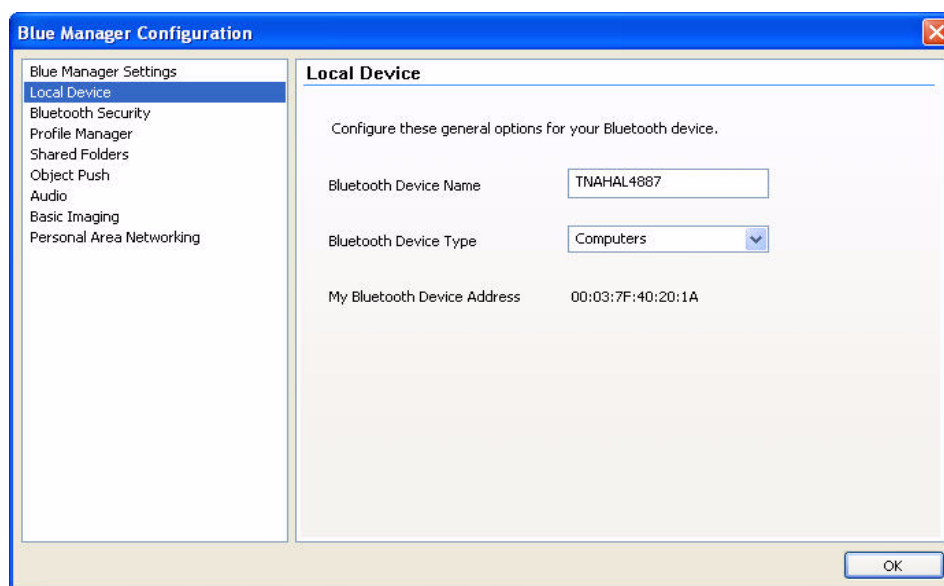 Blue Manager Configuration
Blue Manager Settings
Local Device
Bluetooth Security
Profile Manager
Shared Folders
Object Push
Audio
Basic Imaging
Personal Area Networking
Local Device
Configure these general options for your Bluetooth device.
Bluetooth Device Name TNAHAL4887
Bluetooth Device Type Computers
My Bluetooth Device Address 00:03:7F:40:20:1A
OK